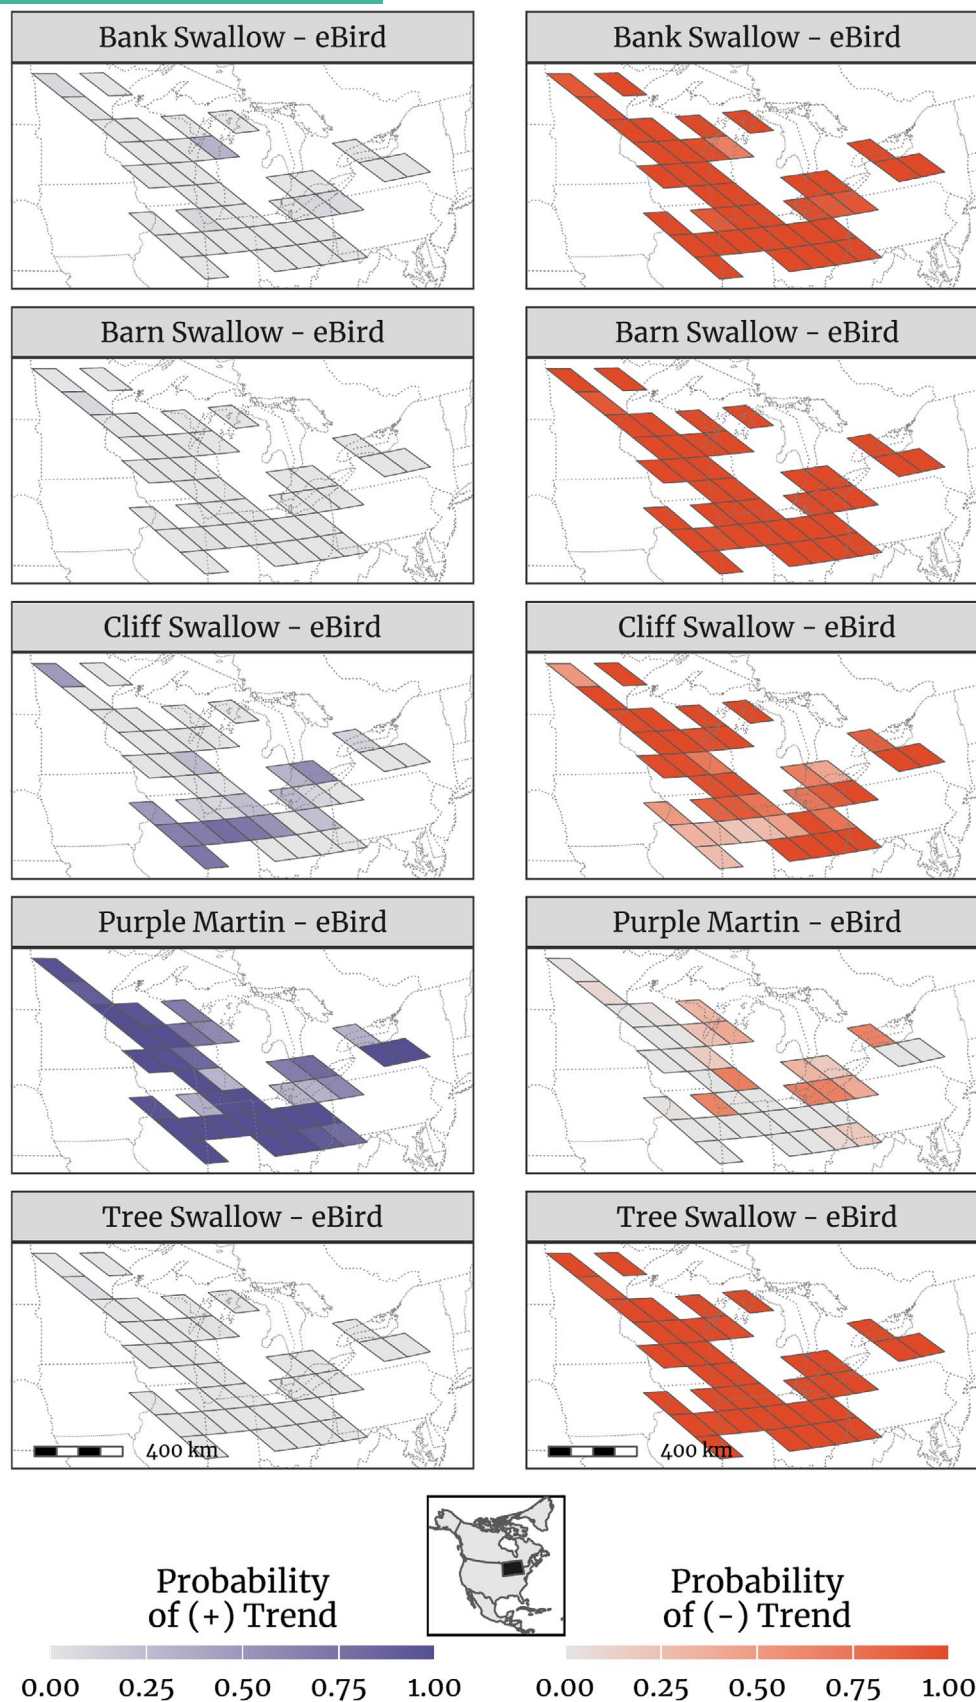 Bank Swallow - eBird
Bank Swallow - eBird
Barn Swallow - eBird
Barn Swallow - eBird
Cliff Swallow - eBird
Cliff Swallow - eBird
Purple Martin - eBird
Purple Martin - eBird
Tree Swallow - eBird
Tree Swallow - eBird
400 km
400 km
Probability
of (+) Trend
Probability
of (-) Trend
0.00 0.25 0.50 0.75 1.00
0.00 0.25 0.50 0.75 1.00